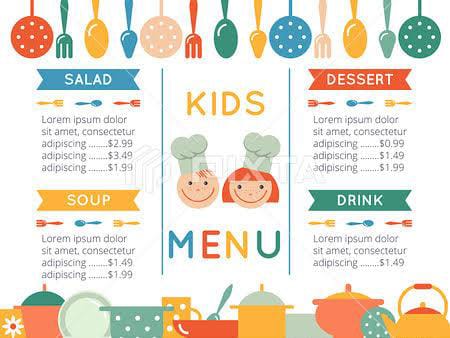 SALAD
Lorem ipsum dolor
sit amet, consectetur
adipiscing .......$2.99
adipiscing .......$3.49
adipiscing .......$1.99
SOUP
Lorem ipsum dolor
sit amet, consectetur
adipiscing .......$1.49
adipiscing .......$1.99
KIDS
MENU
DESSERT
Lorem ipsum dolor
sit amet, consectetur
adipiscing .......$0.99
adipiscing .......$1.49
adipiscing .......$1.99
DRINK
Lorem ipsum dolor
sit amet, consectetur
adipiscing .......$1.49
adipiscing .......$1.99
PIXTA